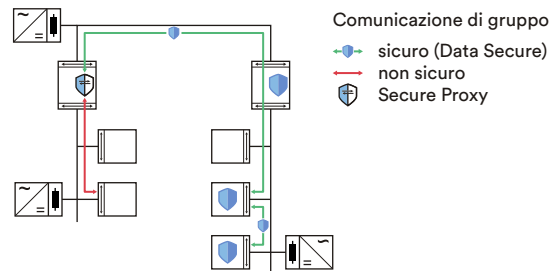 Comunicazione di gruppo
sicuro (Data Secure)
non sicuro
Secure Proxy